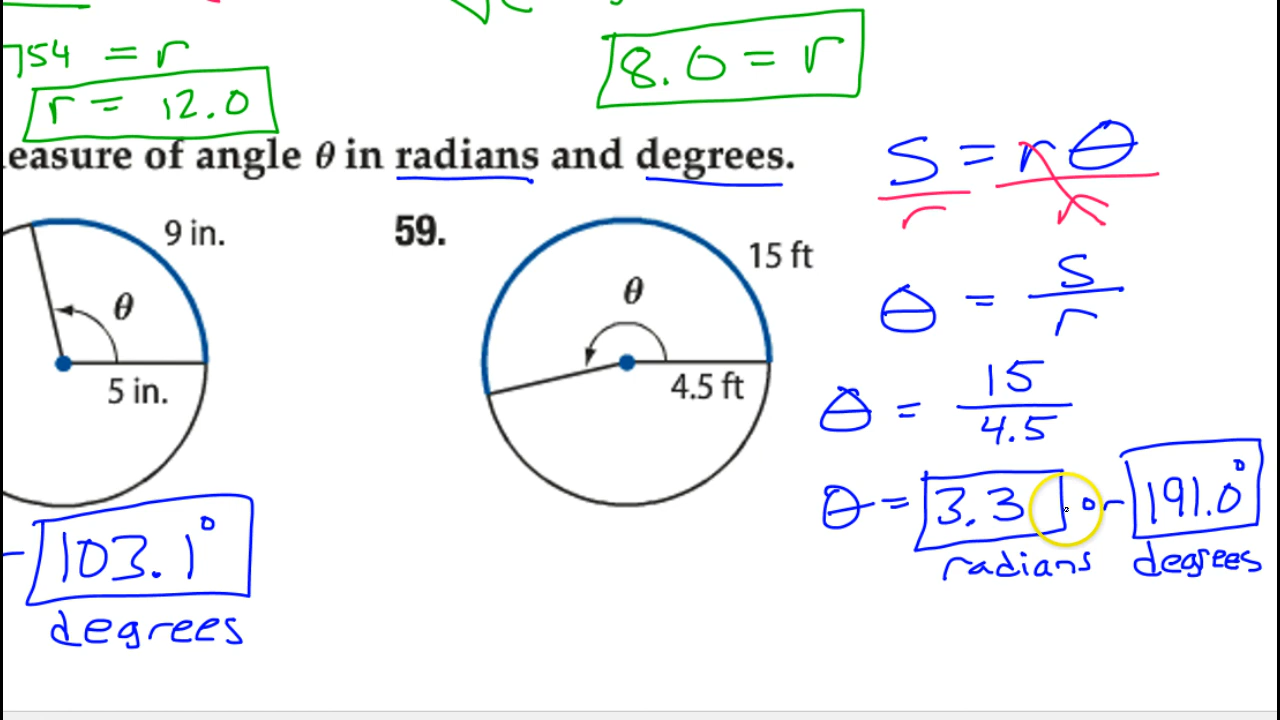 754 = r
r = 12.0
8.0 = r
easure of angle θ in radians and degrees.
9 in.
θ
5 in.
103.1°
degrees
59.
15 ft
θ
4.5 ft
S = rθ
r r
θ = S/r
θ = 15/4.5
θ = 3.3 or 191.0°
radians degrees